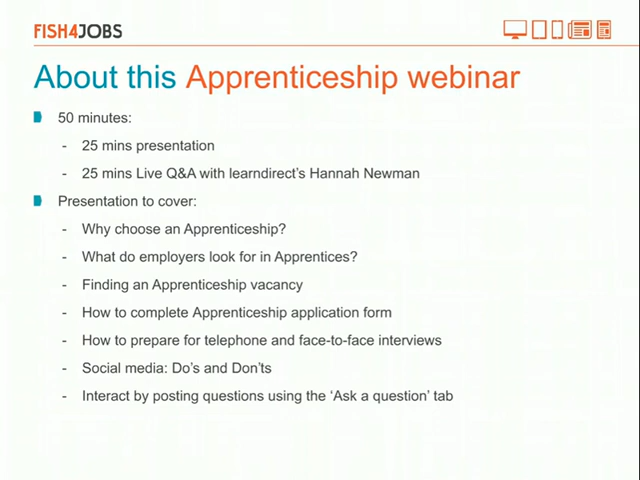 FISH4JOBS
About this Apprenticeship webinar
50 minutes:
- 25 mins presentation
- 25 mins Live Q&A with learndirect's Hannah Newman
Presentation to cover:
- Why choose an Apprenticeship?
- What do employers look for in Apprentices?
- Finding an Apprenticeship vacancy
- How to complete Apprenticeship application form
- How to prepare for telephone and face-to-face interviews
- Social media: Do's and Don'ts
- Interact by posting questions using the 'Ask a question' tab